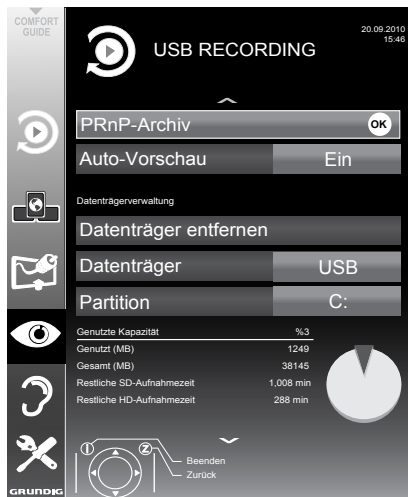 COMFORT
GUIDE
USB RECORDING
20.09.2010
15:46
PRnP-Archiv OK
Auto-Vorschau Ein
Datenträgerverwaltung
Datenträger entfernen
Datenträger USB
Partition C:
Genutzte Kapazität %3
Genutzt (MB) 1249
Gesamt (MB) 38145
Restliche SD-Aufnahmezeit 1,008 min
Restliche HD-Aufnahmezeit 288 min
Beenden
Zurück
GRUNDIG